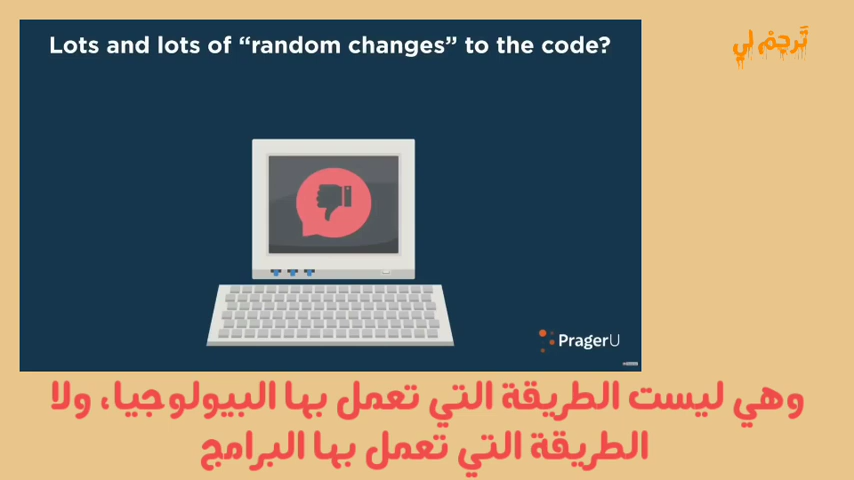 Lots and lots of “random changes” to the code?
تَرجِمْ لي
PragerU
وهي ليست الطريقة التي تعمل بها البيولوجيا، ولا
الطريقة التي تعمل بها البرامج